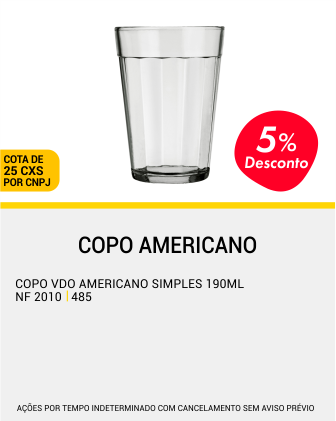 5%
Desconto
COTA DE
25 CXS
POR CNPJ
COPO AMERICANO
COPO VDO AMERICANO SIMPLES 190ML
NF 2010 | 485
AÇÕES POR TEMPO INDETERMINADO COM CANCELAMENTO SEM AVISO PRÉVIO